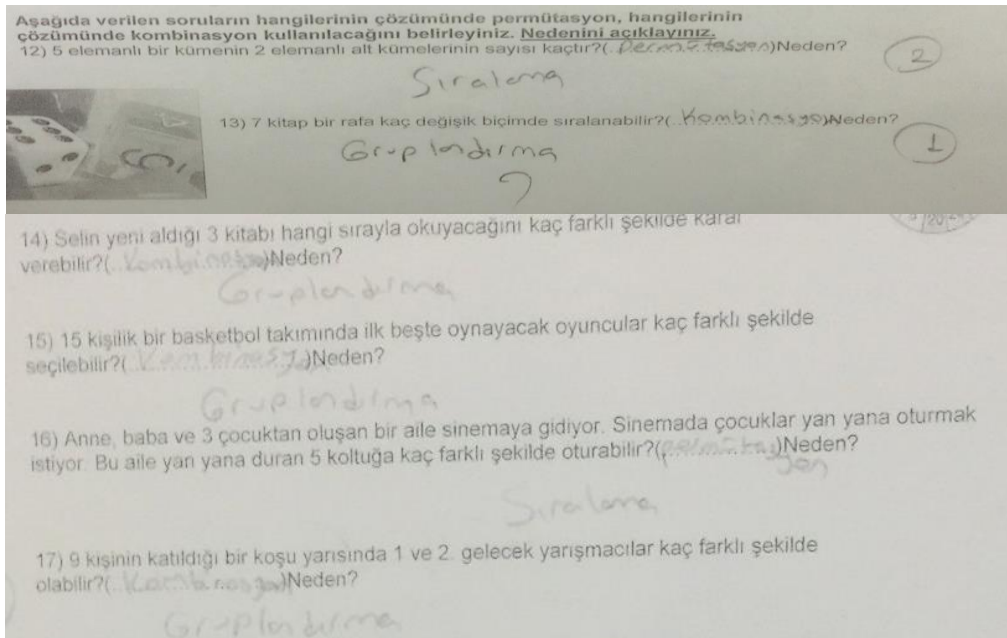 Aşağıda verilen soruların hangilerinin çözümünde permütasyon, hangilerinin
çözümünde kombinasyon kullanılacağını belirleyiniz. Nedenini açıklayınız.
12) 5 elemanlı bir kümenin 2 elemanlı alt kümelerinin sayısı kaçtır?(.Permütasyon)Neden?
2
Sıralama
13) 7 kitap bir rafa kaç değişik biçimde sıralanabilir?(..Kombinasyo)Neden?
1
Gruplandırma
?
14) Selin yeni aldığı 3 kitabı hangi sırayla okuyacağını kaç farklı şekilde karar
verebilir?(..Kombinasyo)Neden?
Gruplandırma
15) 15 kişilik bir basketbol takımında ilk beşte oynayacak oyuncular kaç farklı şekilde
seçilebilir?(.Kombinasy.)Neden?
Gruplandırma
16) Anne, baba ve 3 çocuktan oluşan bir aile sinemaya gidiyor. Sinemada çocuklar yan yana oturmak
istiyor. Bu aile yan yana duran 5 koltuğa kaç farklı şekilde oturabilir?(permütas)Neden?
yon
Sıralama
17) 9 kişinin katıldığı bir koşu yarışında 1 ve 2. gelecek yarışmacılar kaç farklı şekilde
olabilir?(..Kombinasyo)Neden?
Gruplandırma